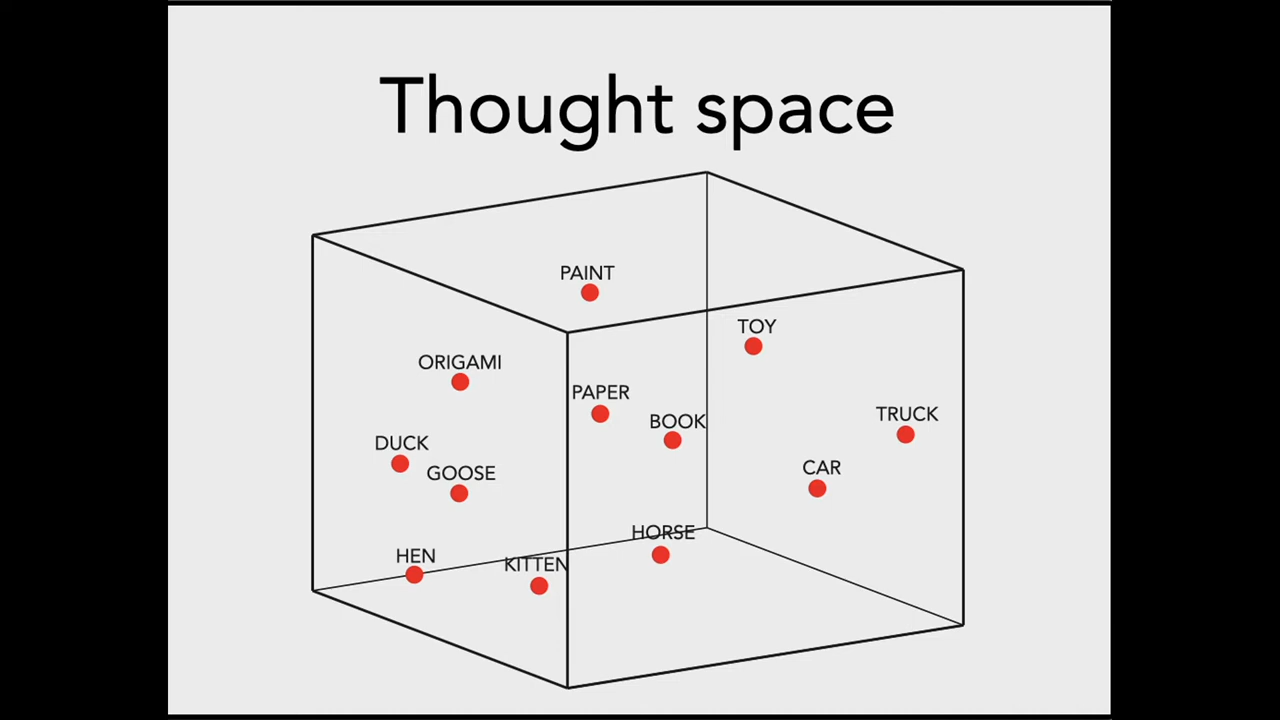 Thought space
PAINT
TOY
ORIGAMI
PAPER
BOOK
TRUCK
DUCK
GOOSE
CAR
HORSE
HEN
KITTEN